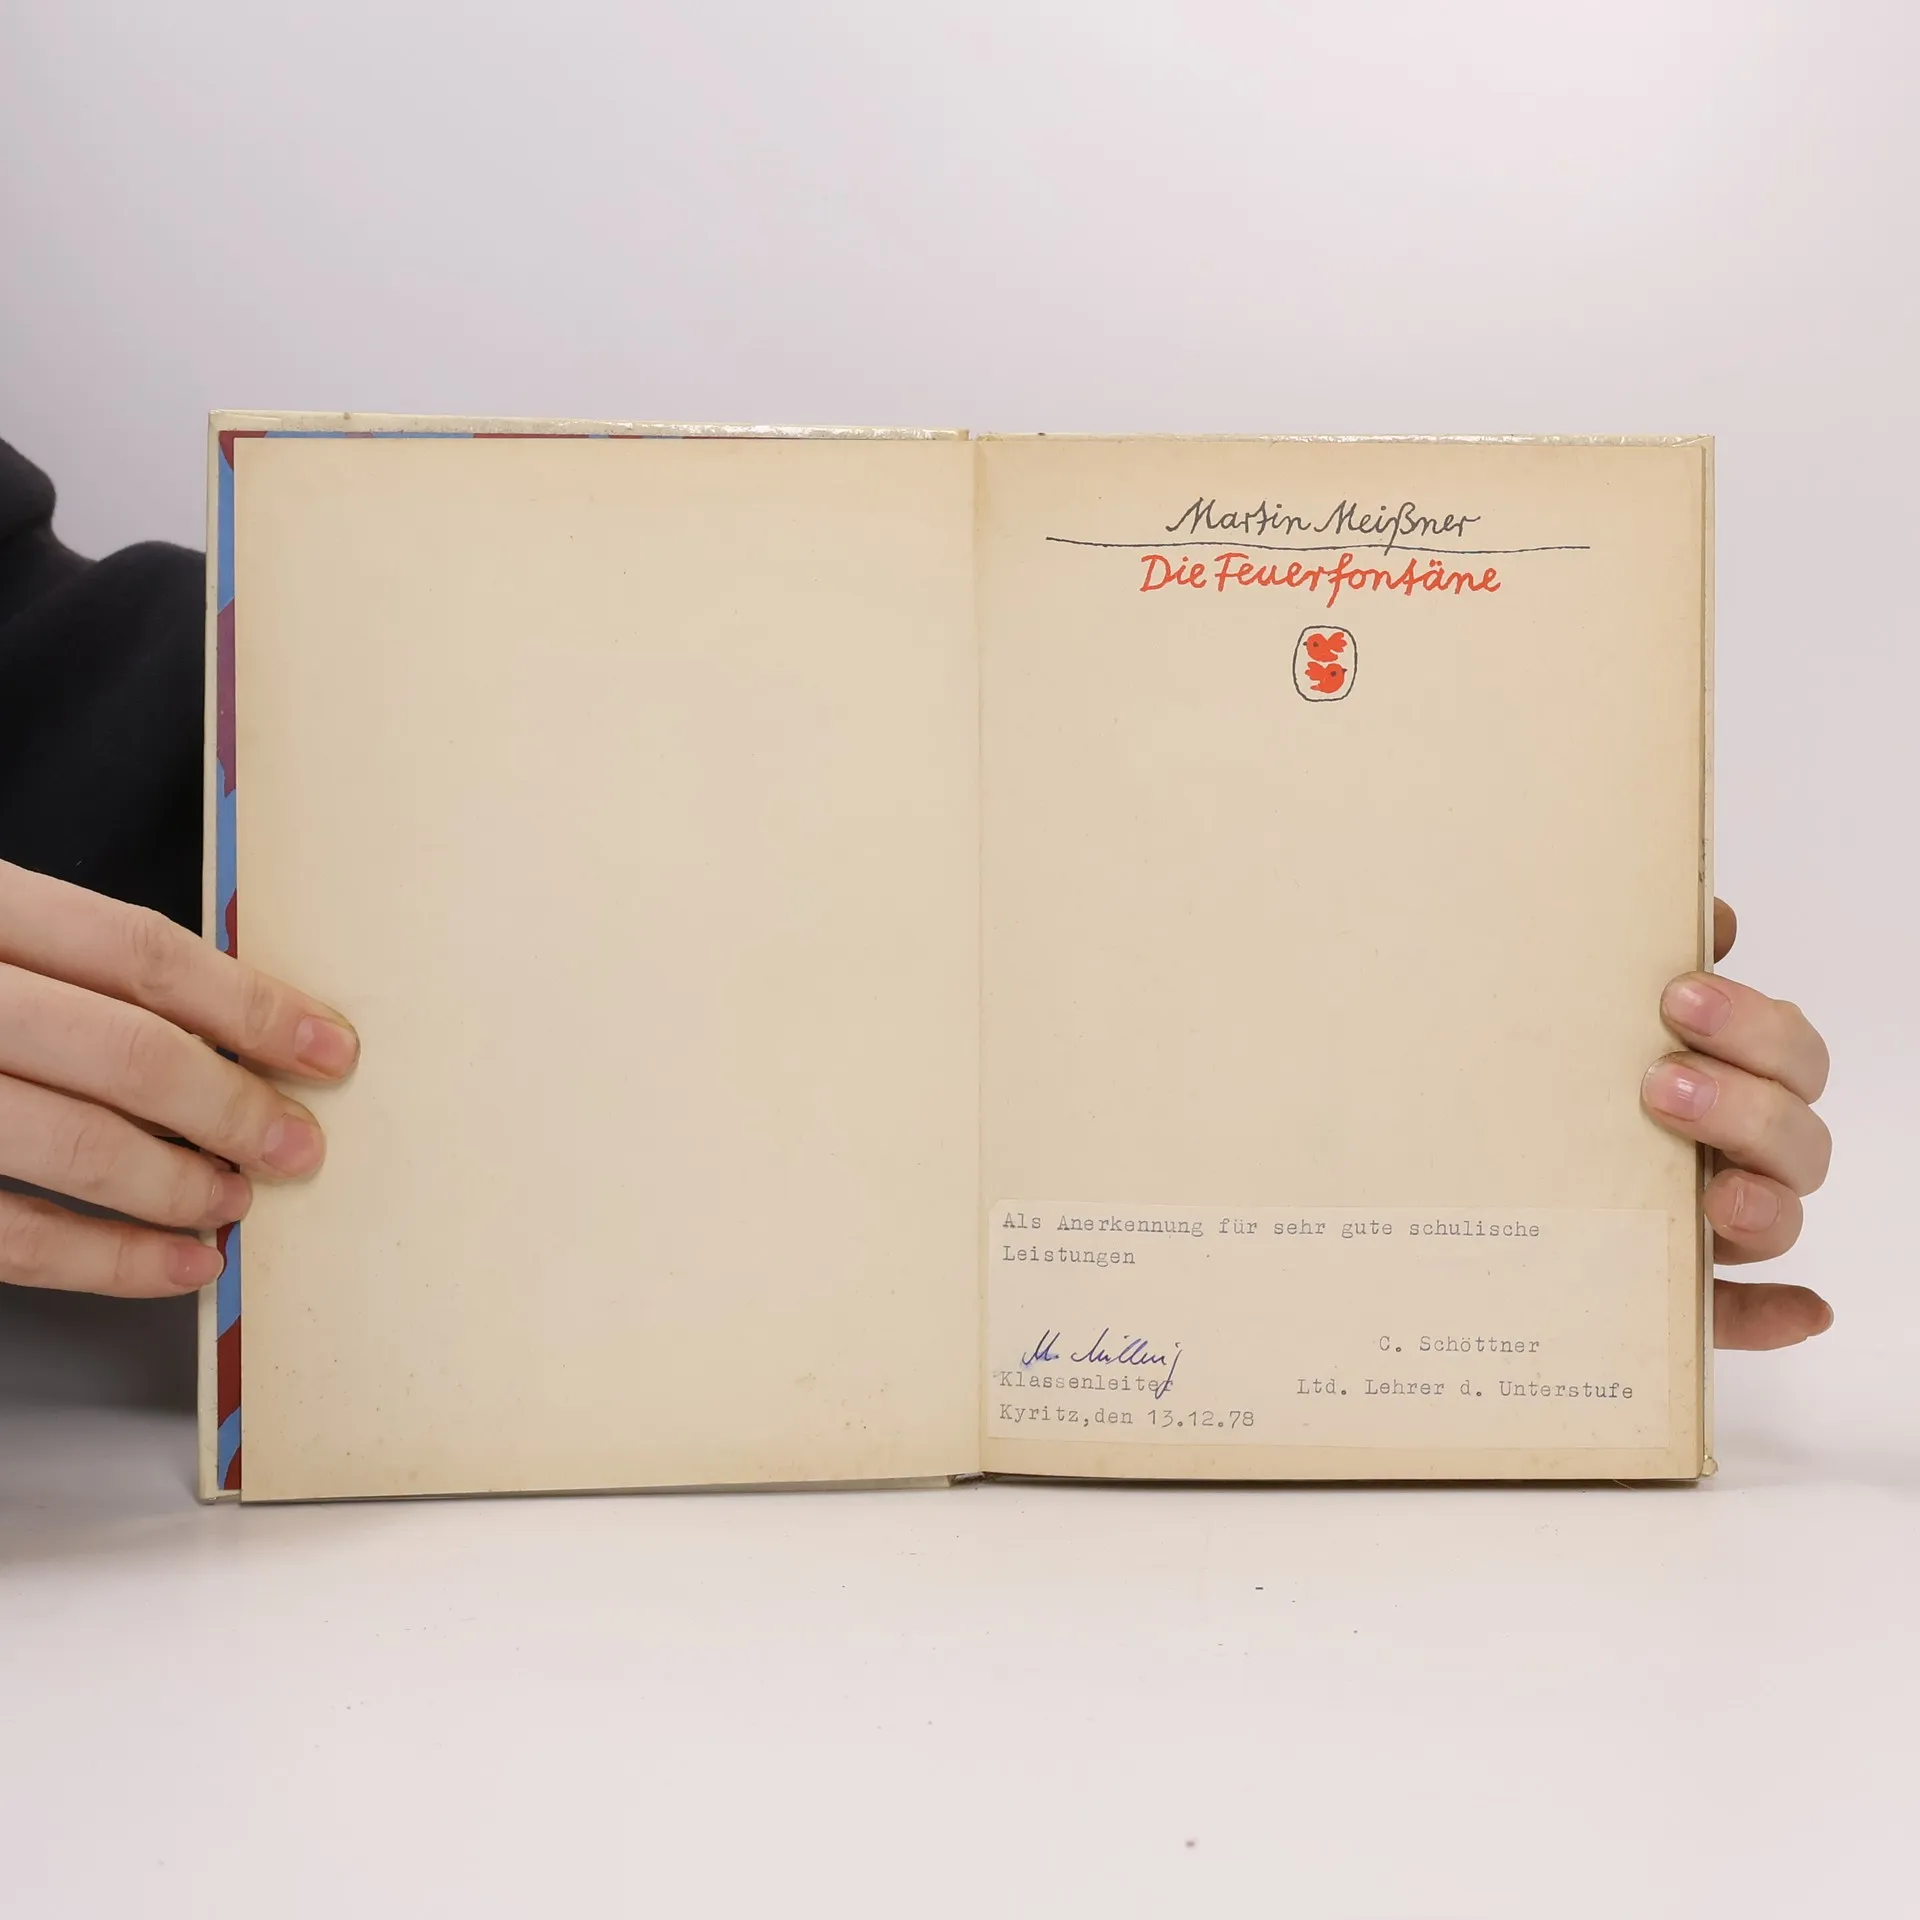 Martin Meißner
Die Feuerfontäne
Als Anerkennung für sehr gute schulische
Leistungen
M.
C. Schöttner
Klassenleiter
Ltd. Lehrer d. Unterstufe
Kyritz,den 13.12.78